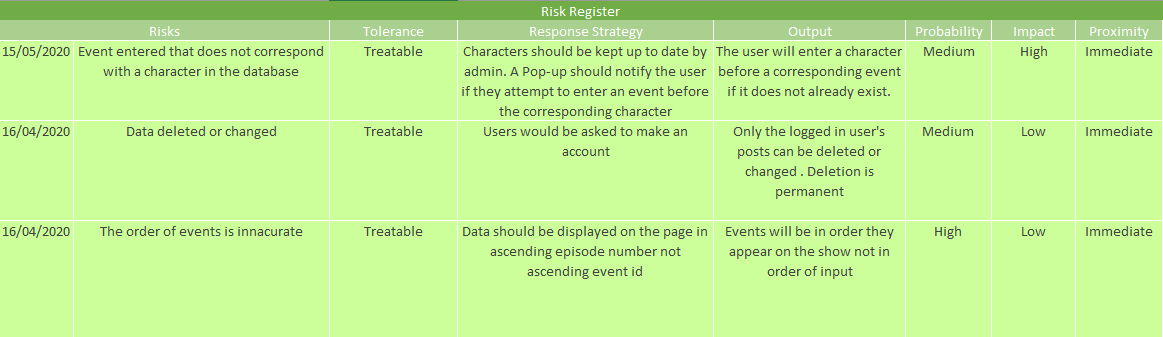 Risk Register
Risks Tolerance Response Strategy Output Probability Impact Proximity
15/05/2020 Event entered that does not correspond Treatable Characters should be kept up to date by The user will enter a character Medium High Immediate
with a character in the database admin. A Pop-up should notify the user before a corresponding event
if they attempt to enter an event before if it does not already exist.
the corresponding character
16/04/2020 Data deleted or changed Treatable Users would be asked to make an Only the logged in user's Medium Low Immediate
account posts can be deleted or
changed . Deletion is
permanent
16/04/2020 The order of events is innacurate Treatable Data should be displayed on the page in Events will be in order they High Low Immediate
ascending episode number not appear on the show not in
ascending event id order of input